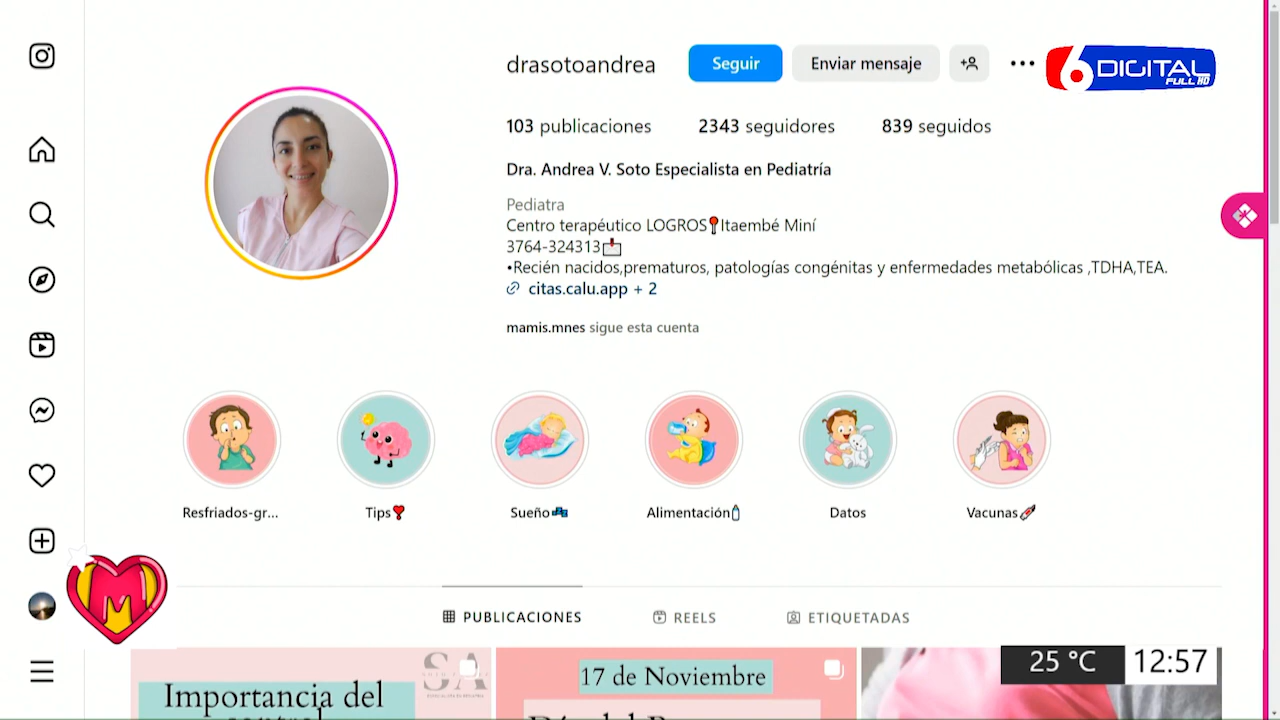 drasotoandrea
Seguir
Enviar mensaje
6 DIGITAL
FULL HD
103 publicaciones
2343 seguidores
839 seguidos
Dra. Andrea V. Soto Especialista en Pediatría
Pediatra
Centro terapéutico LOGROS📍Itaembé Miní
3764-324313📩
•Recién nacidos,prematuros, patologías congénitas y enfermedades metabólicas ,TDHA,TEA.
citas.calu.app + 2
mamis.mnes sigue esta cuenta
Resfriados-gr...
Tips❣️
Sueño💤
Alimentación🍼
Datos
Vacunas💉
M
PUBLICACIONES
REELS
ETIQUETADAS
SA
Importancia del
17 de Noviembre
25 °C
12:57